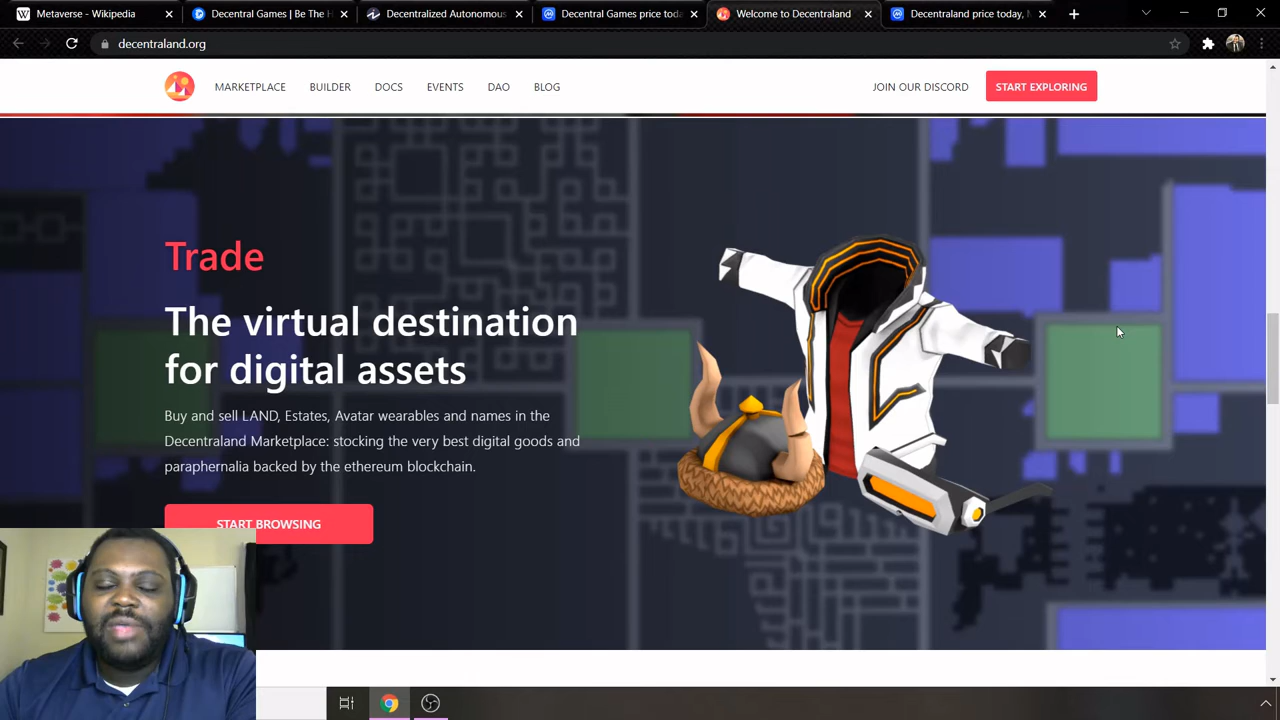 Metaverse - Wikipedia
Decentral Games | Be The H
Decentralized Autonomous
Decentral Games price toda
Welcome to Decentraland
Decentraland price today, M
decentraland.org
MARKETPLACE
BUILDER
DOCS
EVENTS
DAO
BLOG
JOIN OUR DISCORD
START EXPLORING
Trade
The virtual destination
for digital assets
Buy and sell LAND, Estates, Avatar wearables and names in the
Decentraland Marketplace: stocking the very best digital goods and
paraphernalia backed by the ethereum blockchain.
START BROWSING